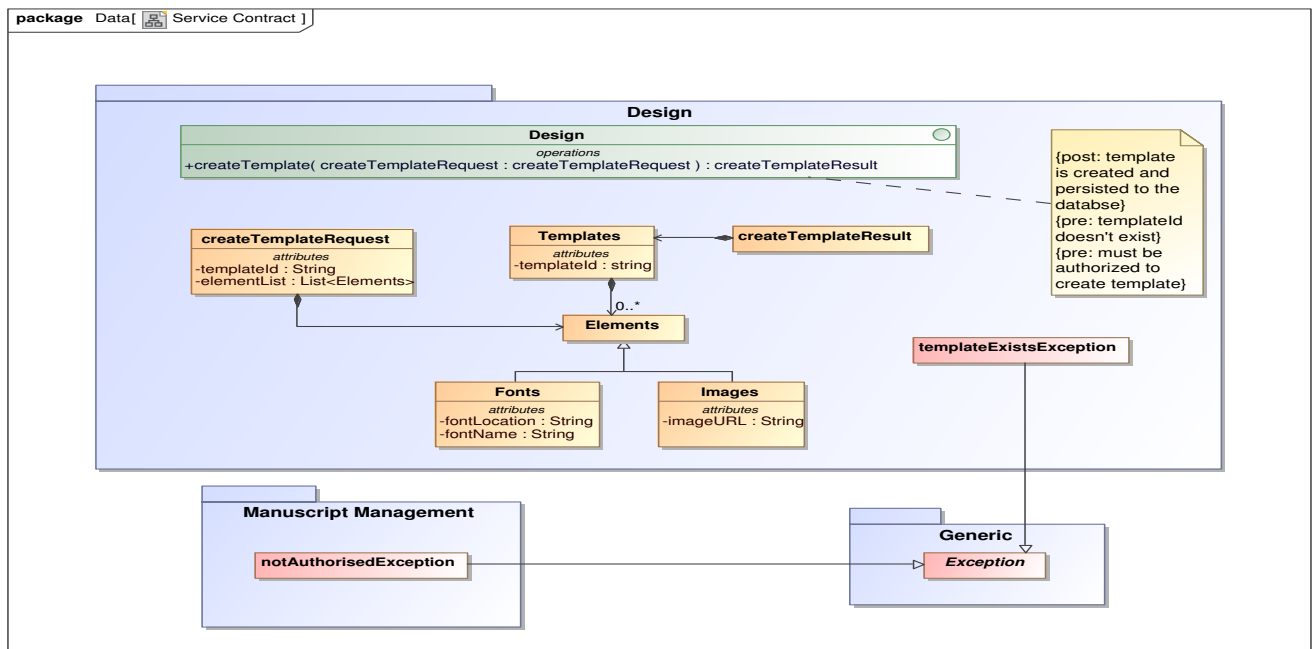 package Data[ Service Contract ]
Design
Design
operations
+createTemplate( createTemplateRequest : createTemplateRequest ) : createTemplateResult
{post: template
is created and
persisted to the
databse}
{pre: templateId
doesn't exist}
{pre: must be
authorized to
create template}
createTemplateRequest
attributes
-templateId : String
-elementList : List<Elements>
Templates
attributes
-templateId : string
createTemplateResult
0..*
Elements
templateExistsException
Fonts
attributes
-fontLocation : String
-fontName : String
Images
attributes
-imageURL : String
Manuscript Management
notAuthorisedException
Generic
Exception